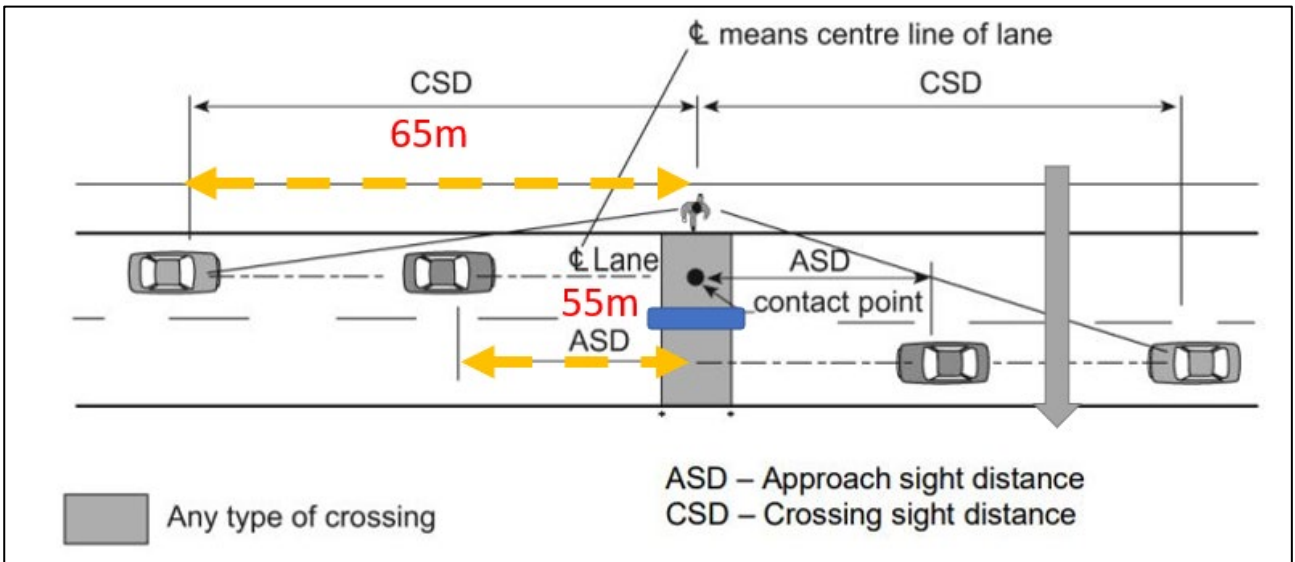 ℄ means centre line of lane
CSD
CSD
65m
℄ Lane
ASD
55m
contact point
ASD
ASD – Approach sight distance
CSD – Crossing sight distance
Any type of crossing